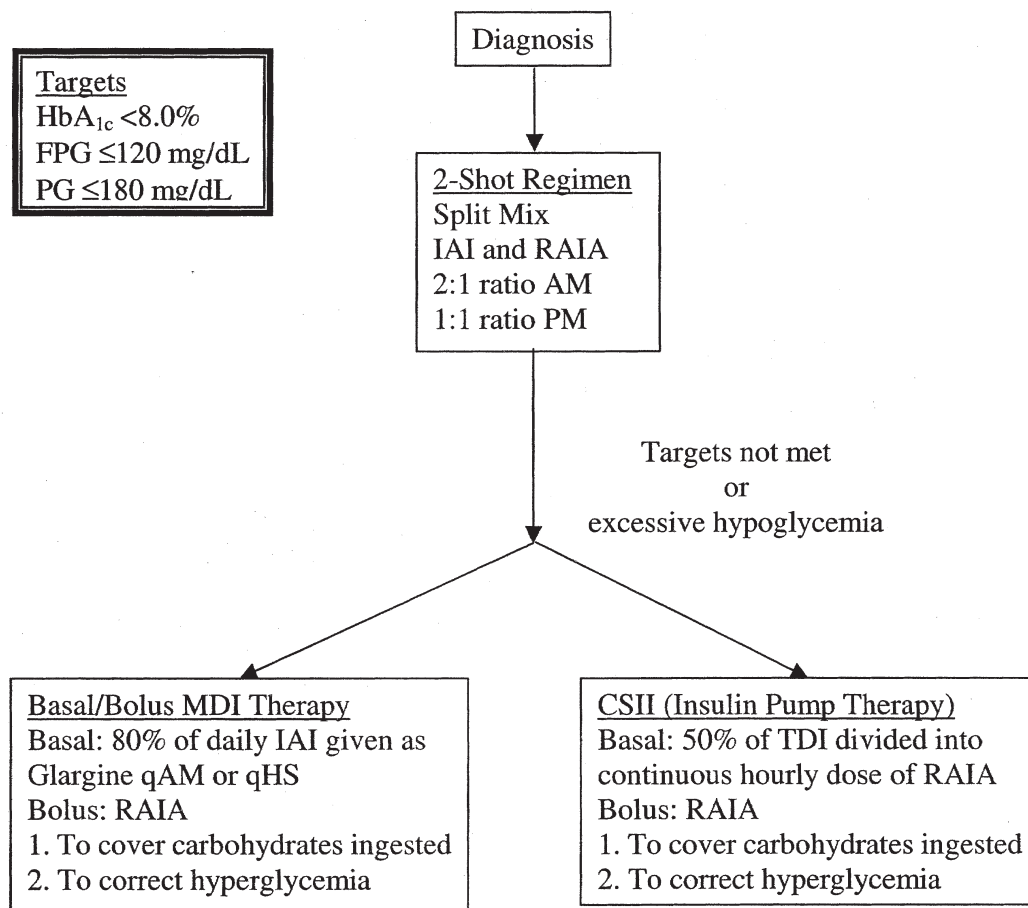 Diagnosis
Targets
HbA1c <8.0%
FPG ≤120 mg/dL
PG ≤180 mg/dL
2-Shot Regimen
Split Mix
IAI and RAIA
2:1 ratio AM
1:1 ratio PM
Targets not met
or
excessive hypoglycemia
Basal/Bolus MDI Therapy
Basal: 80% of daily IAI given as
Glargine qAM or qHS
Bolus: RAIA
1. To cover carbohydrates ingested
2. To correct hyperglycemia
CSII (Insulin Pump Therapy)
Basal: 50% of TDI divided into
continuous hourly dose of RAIA
Bolus: RAIA
1. To cover carbohydrates ingested
2. To correct hyperglycemia